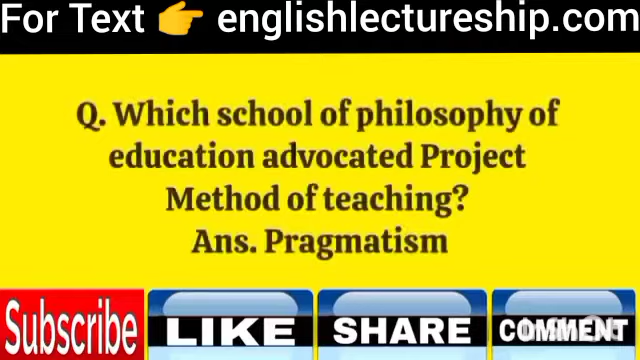 For Text 👉 englishlectureship.com
Q. Which school of philosophy of
education advocated Project
Method of teaching?
Ans. Pragmatism
Subscribe LIKE SHARE COMMENT